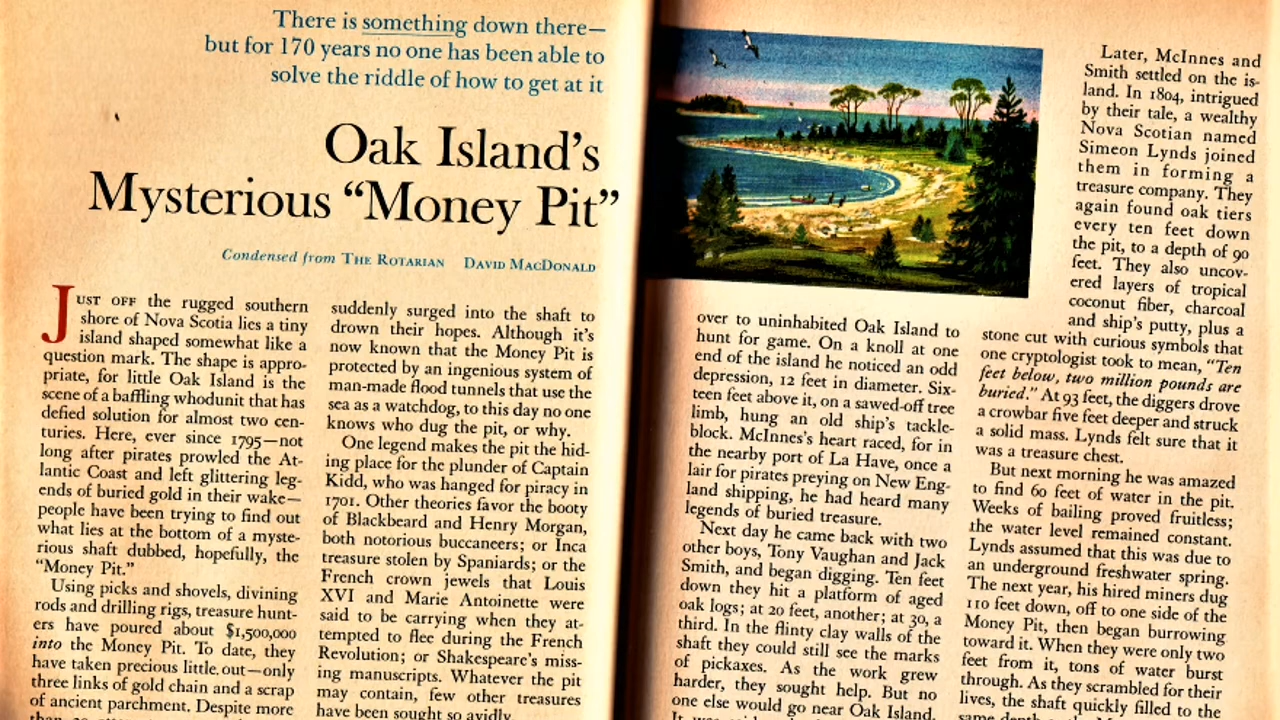 There is something down there—
but for 170 years no one has been able to
solve the riddle of how to get at it
Oak Island's
Mysterious “Money Pit”
Condensed from THE ROTARIAN DAVID MACDONALD
JUST OFF the rugged southern
shore of Nova Scotia lies a tiny
island shaped somewhat like a
question mark. The shape is appro-
priate, for little Oak Island is the
scene of a baffling whodunit that has
defied solution for almost two cen-
turies. Here, ever since 1795—not
long after pirates prowled the At-
lantic Coast and left glittering leg-
ends of buried gold in their wake—
people have been trying to find out
what lies at the bottom of a myste-
rious shaft dubbed, hopefully, the
“Money Pit.”
Using picks and shovels, divining
rods and drilling rigs, treasure hunt-
ers have poured about $1,500,000
into the Money Pit. To date, they
have taken precious little out—only
three links of gold chain and a scrap
of ancient parchment. Despite more
suddenly surged into the shaft to
drown their hopes. Although it's
now known that the Money Pit is
protected by an ingenious system of
man-made flood tunnels that use the
sea as a watchdog, to this day no one
knows who dug the pit, or why.
One legend makes the pit the hid-
ing place for the plunder of Captain
Kidd, who was hanged for piracy in
1701. Other theories favor the booty
of Blackbeard and Henry Morgan,
both notorious buccaneers; or Inca
treasure stolen by Spaniards; or the
French crown jewels that Louis
XVI and Marie Antoinette were
said to be carrying when they at-
tempted to flee during the French
Revolution; or Shakespeare's miss-
ing manuscripts. Whatever the pit
may contain, few other treasures
have been sought so avidly.
over to uninhabited Oak Island to
hunt for game. On a knoll at one
end of the island he noticed an odd
depression, 12 feet in diameter. Six-
teen feet above it, on a sawed-off tree
limb, hung an old ship's tackle-
block. McInnes's heart raced, for in
the nearby port of La Have, once a
lair for pirates preying on New Eng-
land shipping, he had heard many
legends of buried treasure.
Next day he came back with two
other boys, Tony Vaughan and Jack
Smith, and began digging. Ten feet
down they hit a platform of aged
oak logs; at 20 feet, another; at 30, a
third. In the flinty clay walls of the
shaft they could still see the marks
of pickaxes. As the work grew
harder, they sought help. But no
one else would go near Oak Island.
Later, McInnes and
Smith settled on the is-
land. In 1804, intrigued
by their tale, a wealthy
Nova Scotian named
Simeon Lynds joined
them in forming a
treasure company. They
again found oak tiers
every ten feet down
the pit, to a depth of 90
feet. They also uncov-
ered layers of tropical
coconut fiber, charcoal
and ship's putty, plus a
stone cut with curious symbols that
one cryptologist took to mean, “Ten
feet below, two million pounds are
buried.” At 93 feet, the diggers drove
a crowbar five feet deeper and struck
a solid mass. Lynds felt sure that it
was a treasure chest.
But next morning he was amazed
to find 60 feet of water in the pit.
Weeks of bailing proved fruitless;
the water level remained constant.
Lynds assumed that this was due to
an underground freshwater spring.
The next year, his hired miners dug
110 feet down, off to one side of the
Money Pit, then began burrowing
toward it. When they were only two
feet from it, tons of water burst
through. As they scrambled for their
lives, the shaft quickly filled to the